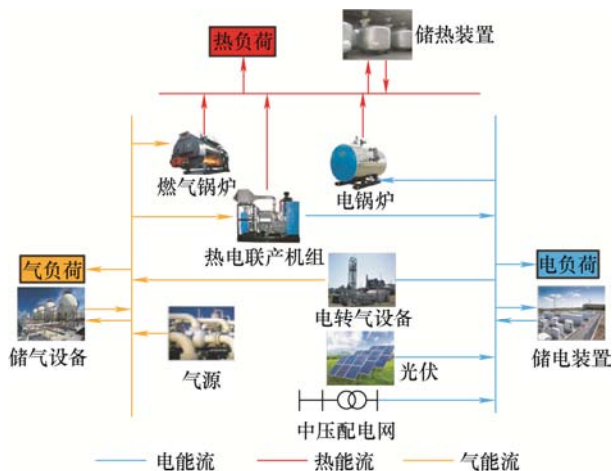 热负荷
储热装置
燃气锅炉
电锅炉
热电联产机组
气负荷
电负荷
储气设备
气源
电转气设备
储电装置
光伏
中压配电网
电能流
热能流
气能流